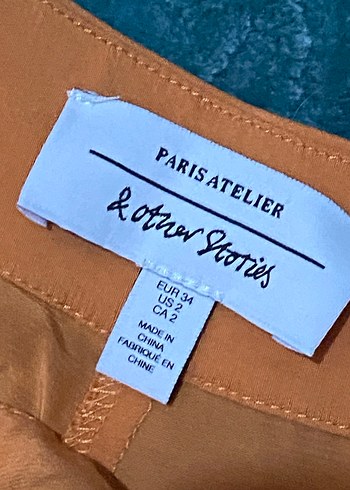 PARIS ATELIER
& other Stories
EUR 34
US 2
CA 2
MADE IN
CHINA
FABRIQUÉ EN
CHINE